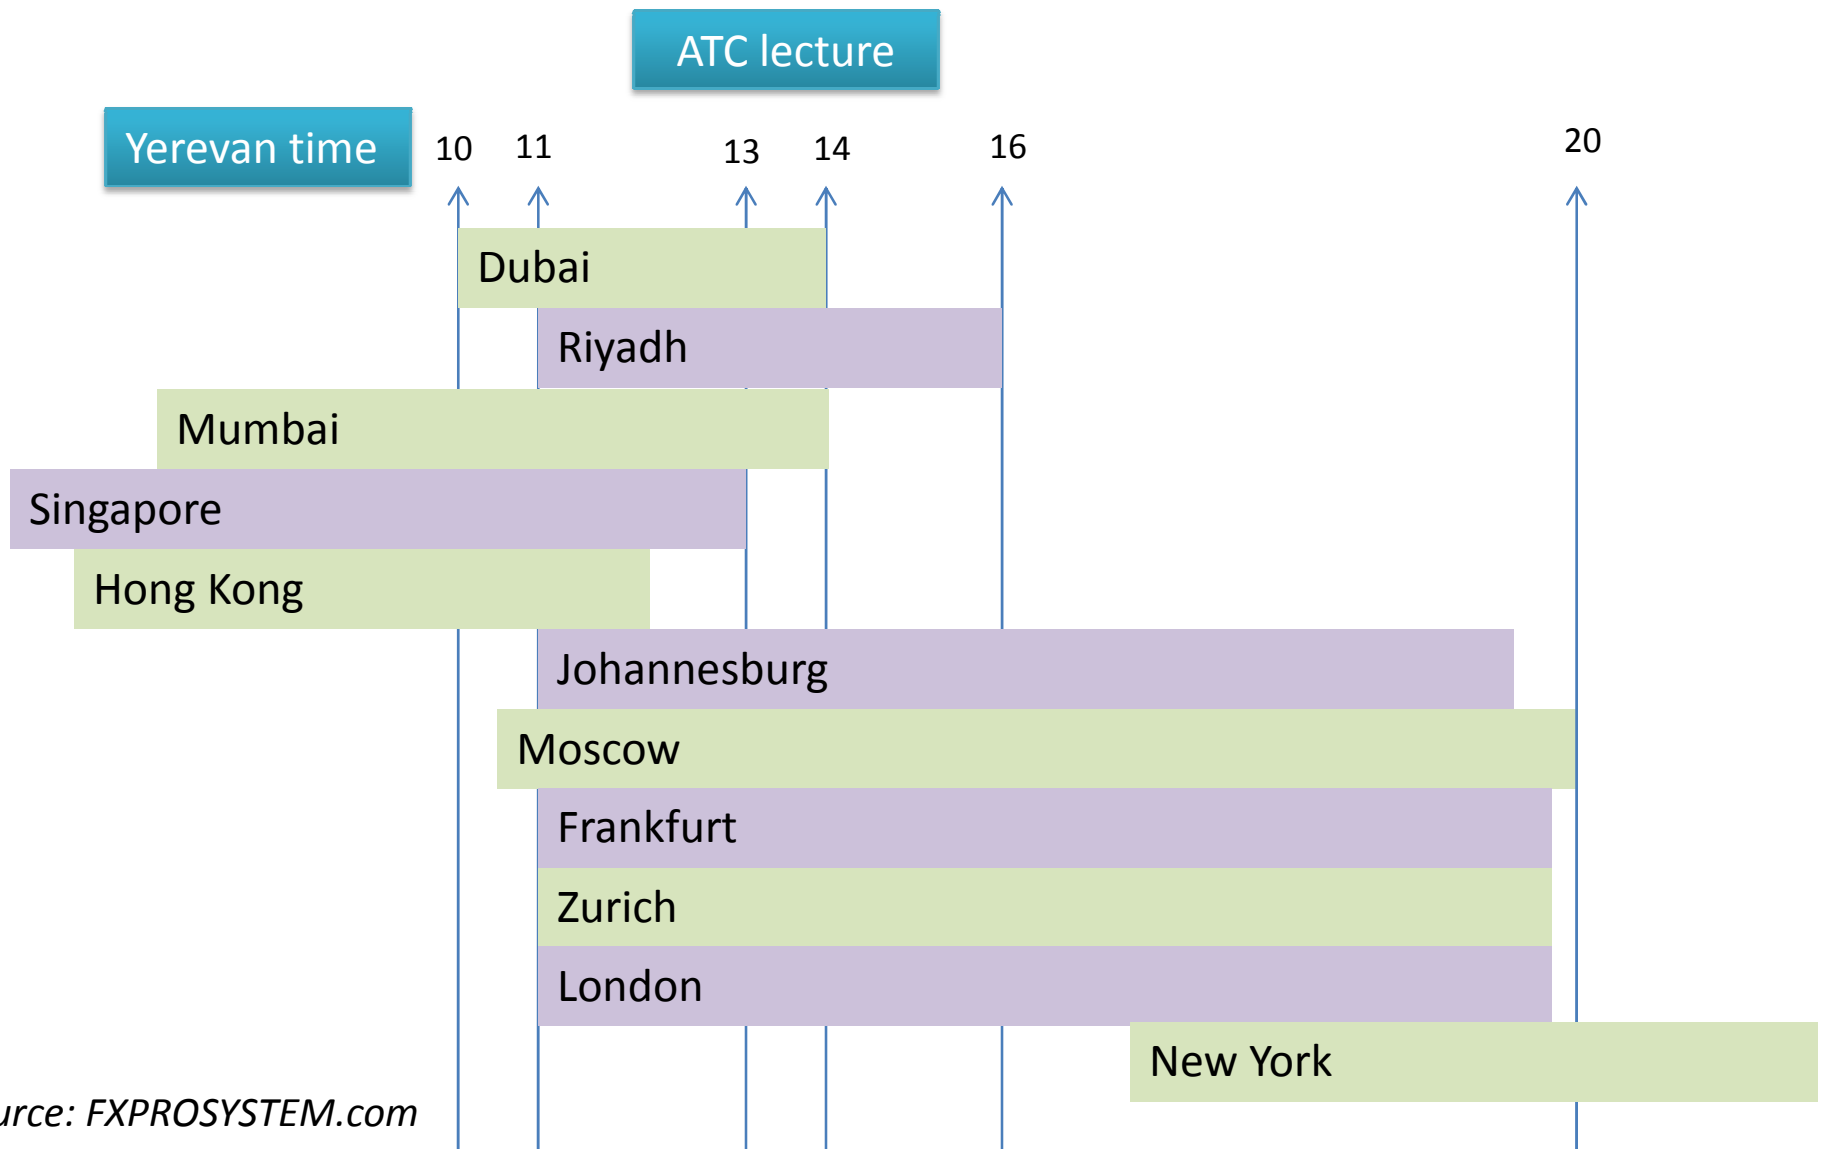 ATC lecture
Yerevan time
10 11 13 14 16 20
Dubai
Riyadh
Mumbai
Singapore
Hong Kong
Johannesburg
Moscow
Frankfurt
Zurich
London
New York
urce: FXPROSYSTEM.com